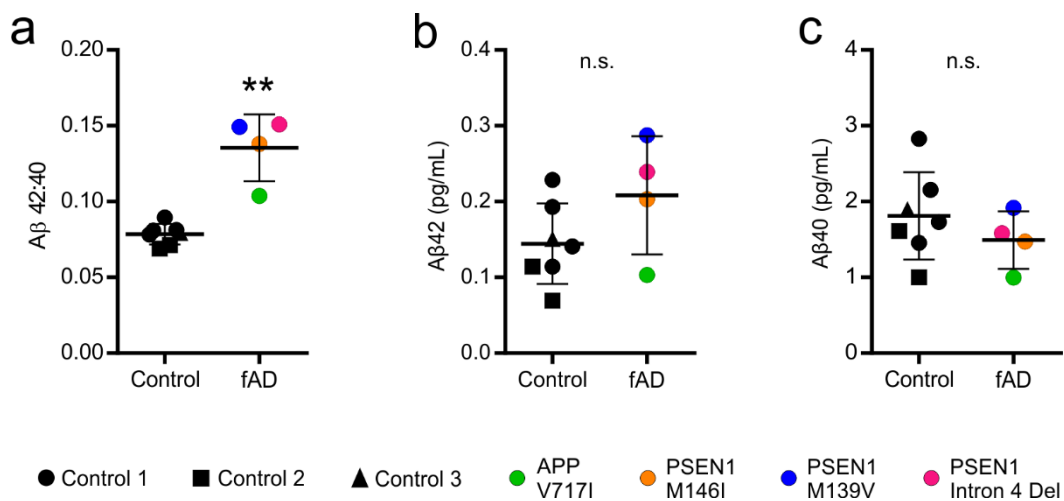 a
0.20
0.15
0.10
0.05
0.00
Aβ 42:40
**
Control
fAD
b
0.4
0.3
0.2
0.1
0.0
Aβ42 (pg/mL)
n.s.
Control
fAD
c
4
3
2
1
0
Aβ40 (pg/mL)
n.s.
Control
fAD
Control 1
Control 2
Control 3
APP
V717I
PSEN1
M146I
PSEN1
M139V
PSEN1
Intron 4 Del